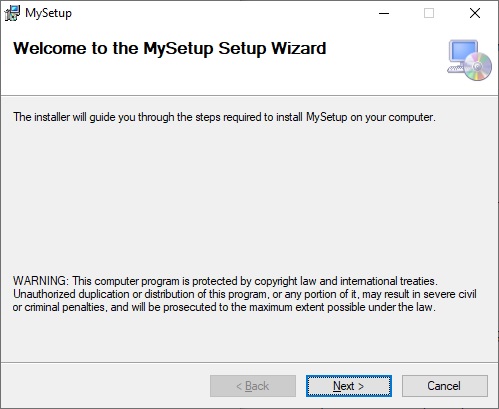 MySetup
Welcome to the MySetup Setup Wizard
The installer will guide you through the steps required to install MySetup on your computer.
WARNING: This computer program is protected by copyright law and international treaties.
Unauthorized duplication or distribution of this program, or any portion of it, may result in severe civil
or criminal penalties, and will be prosecuted to the maximum extent possible under the law.
< Back
Next >
Cancel